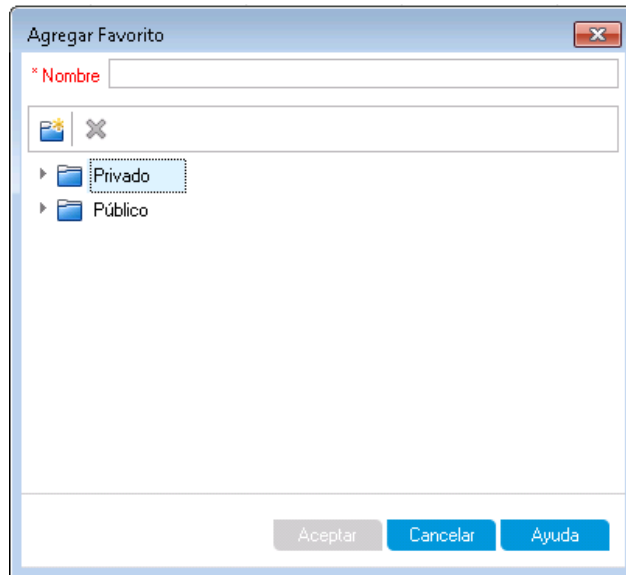 Agregar Favorito
* Nombre
Privado
Público
Aceptar Cancelar Ayuda